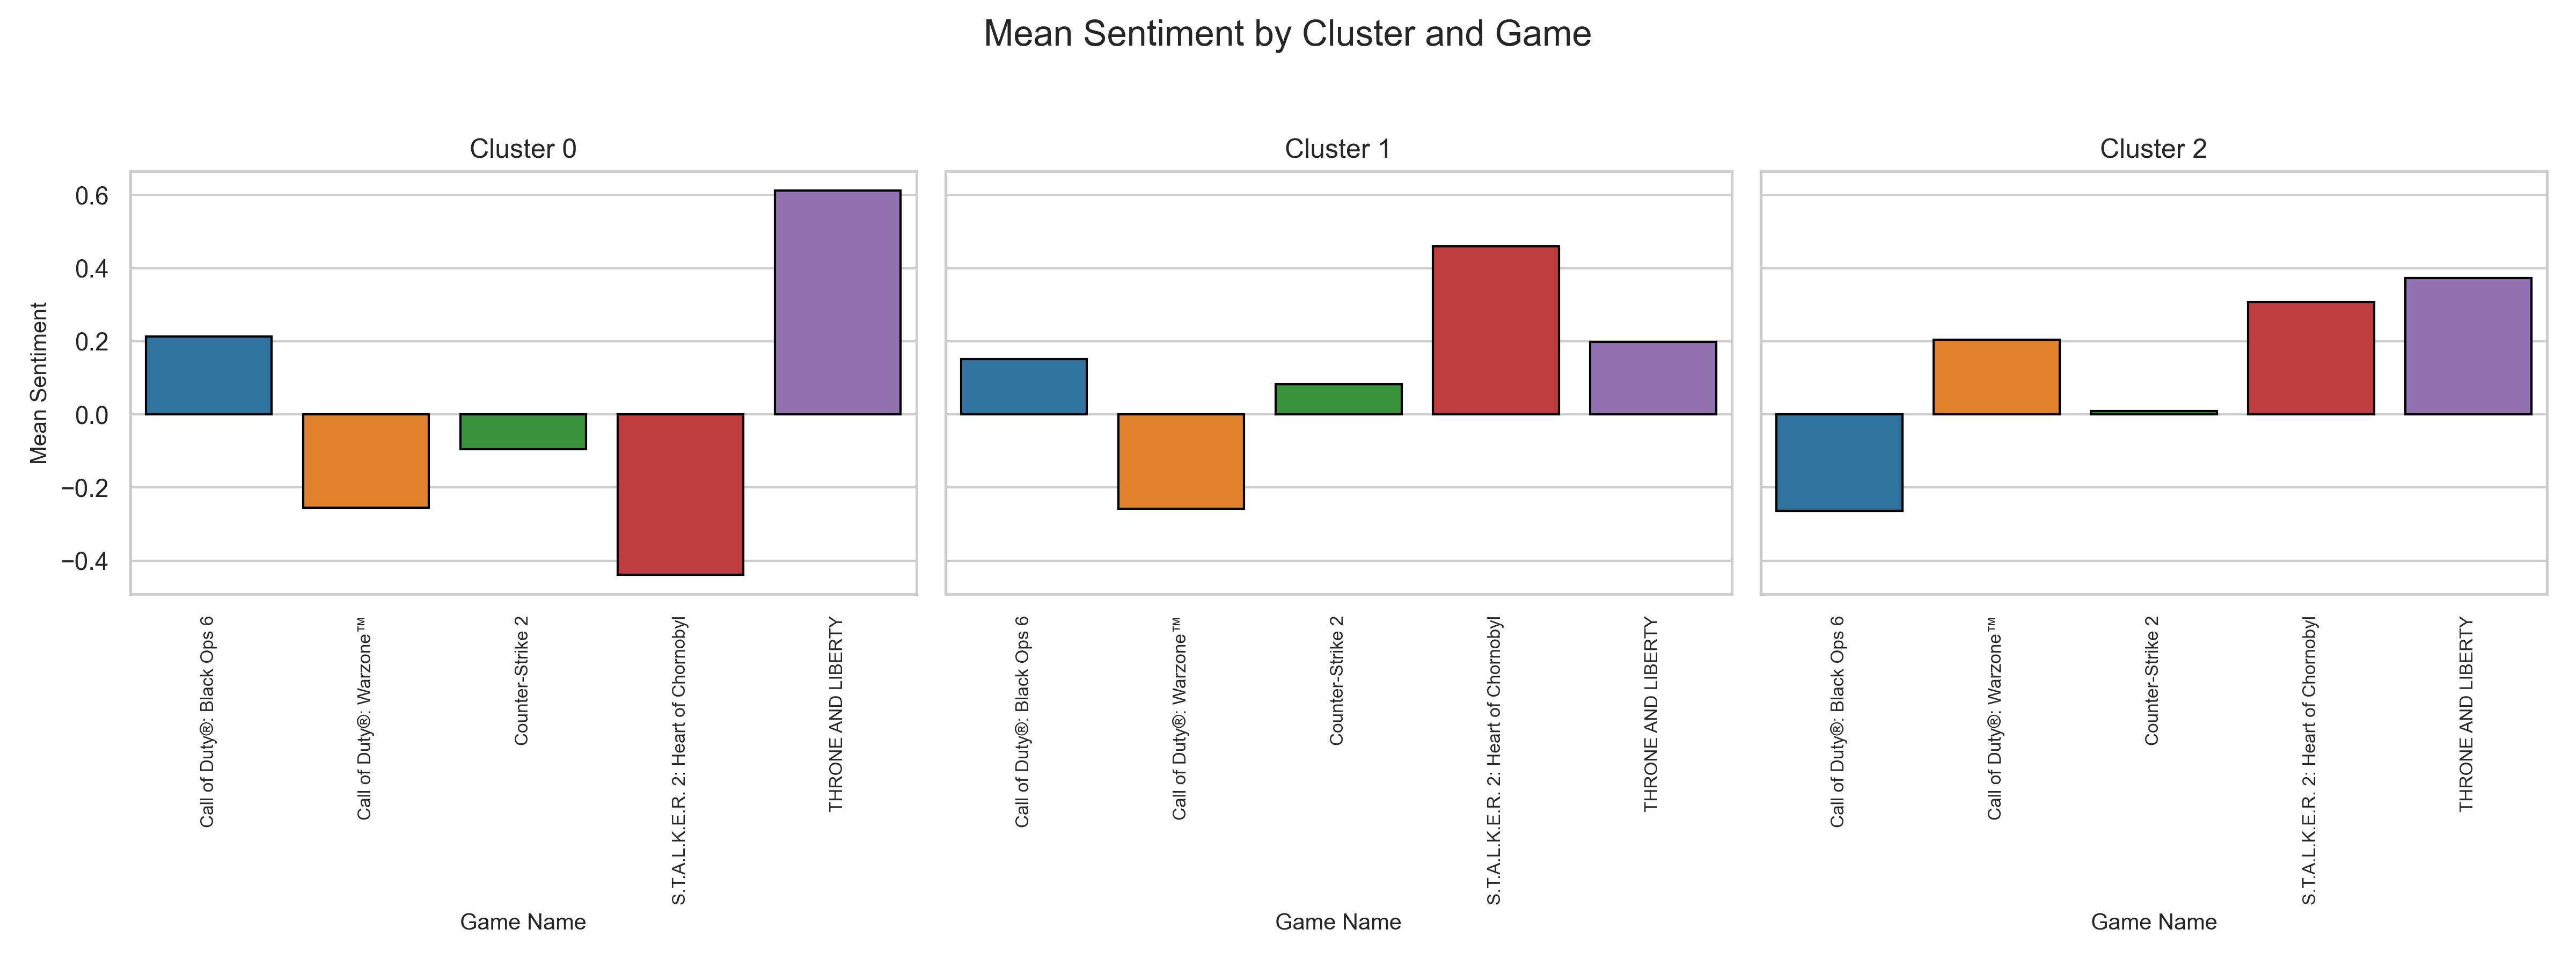 Mean Sentiment by Cluster and Game
Cluster 0
Cluster 1
Cluster 2
Mean Sentiment
0.6
0.4
0.2
0.0
−0.2
−0.4
Call of Duty®: Black Ops 6
Call of Duty®: Warzone™
Counter-Strike 2
S.T.A.L.K.E.R. 2: Heart of Chornobyl
THRONE AND LIBERTY
Game Name
Call of Duty®: Black Ops 6
Call of Duty®: Warzone™
Counter-Strike 2
S.T.A.L.K.E.R. 2: Heart of Chornobyl
THRONE AND LIBERTY
Game Name
Call of Duty®: Black Ops 6
Call of Duty®: Warzone™
Counter-Strike 2
S.T.A.L.K.E.R. 2: Heart of Chornobyl
THRONE AND LIBERTY
Game Name